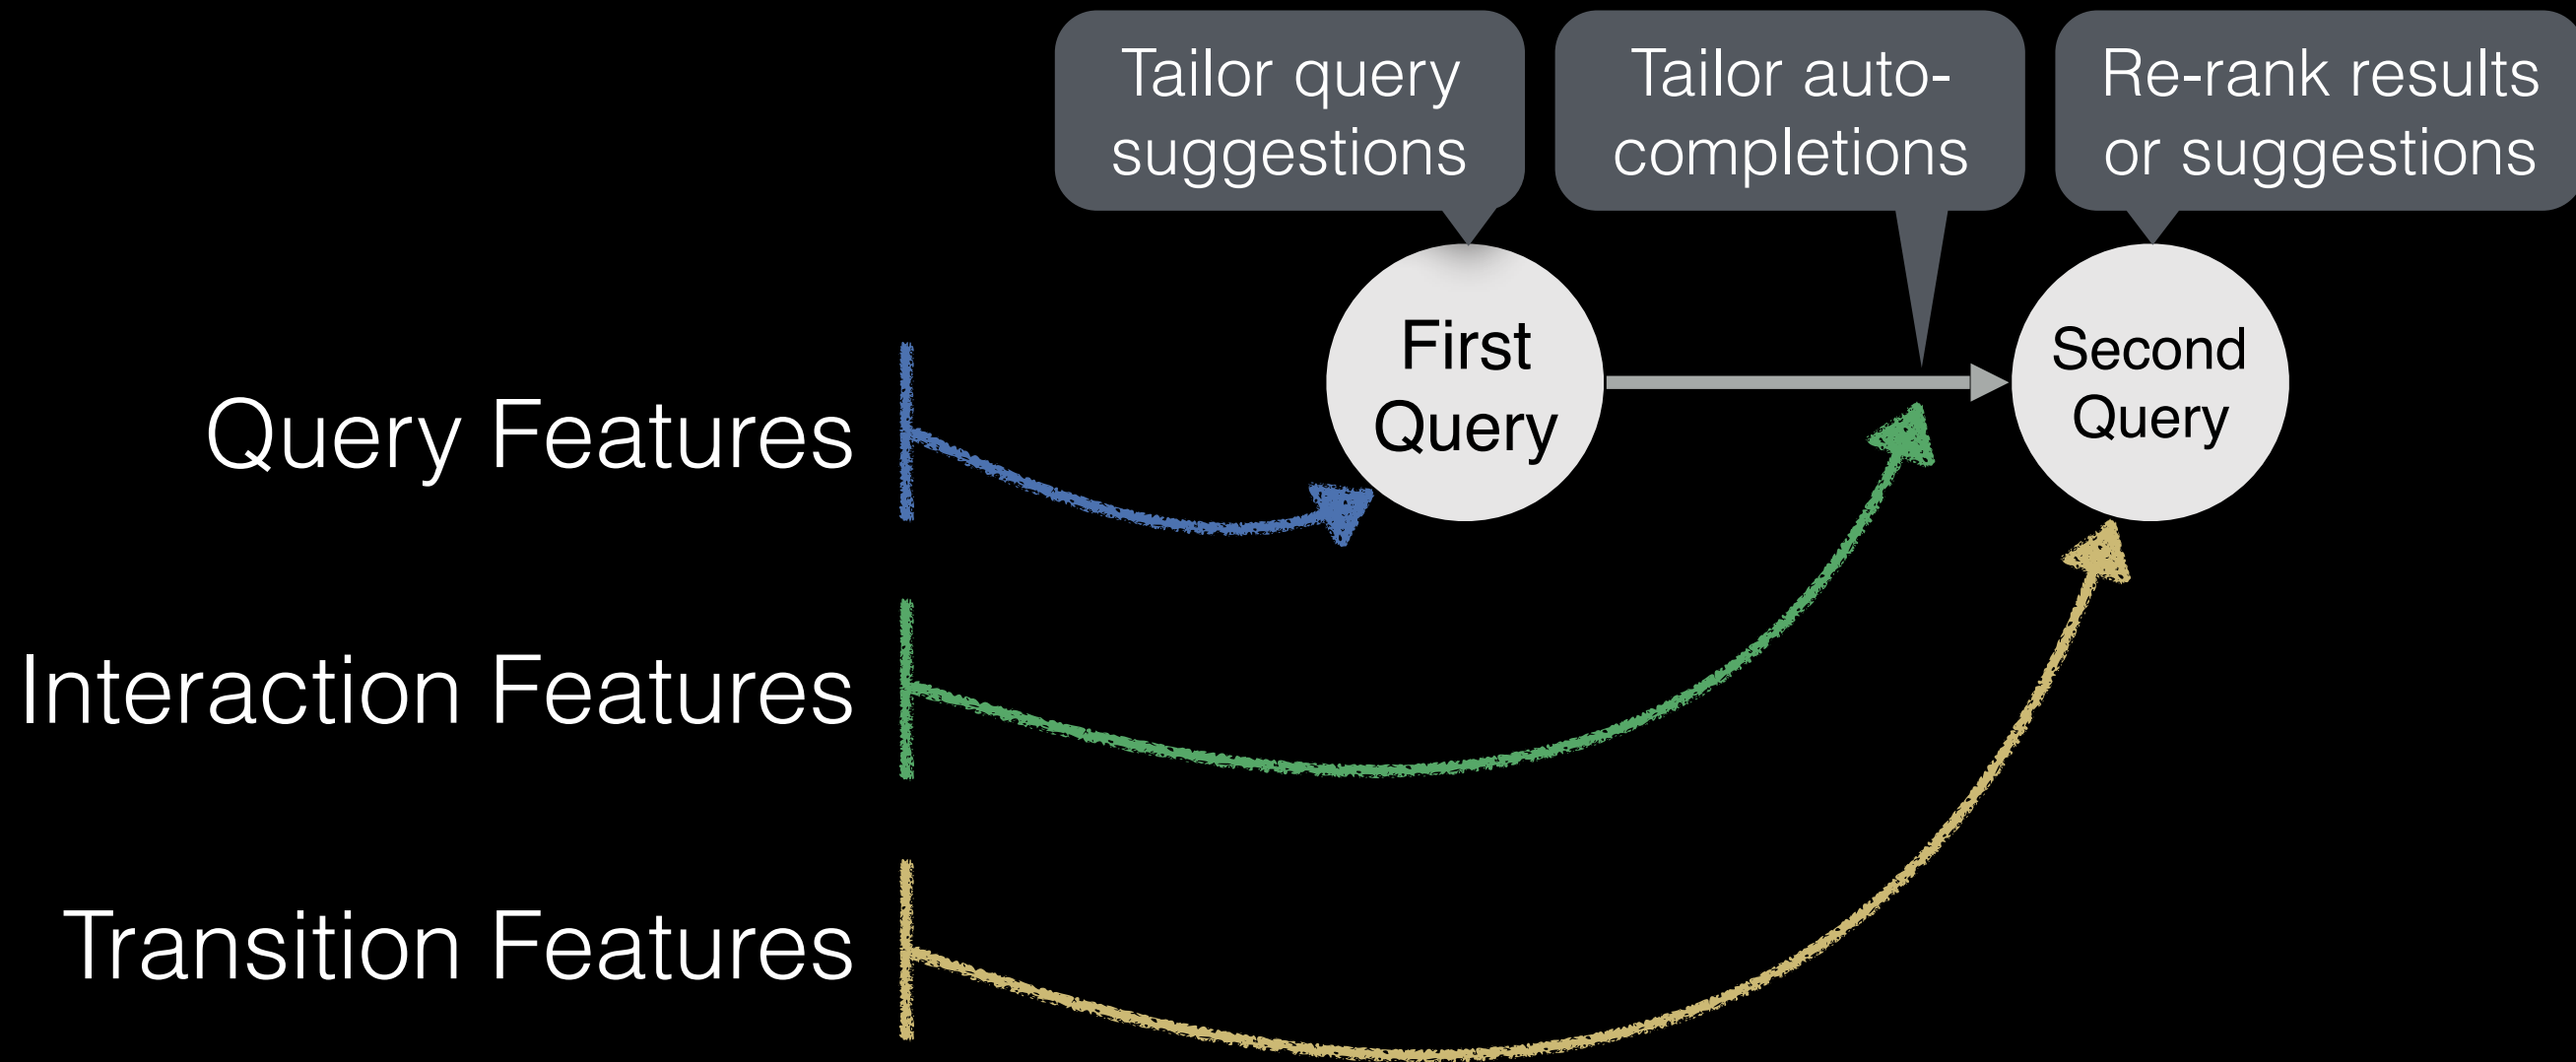 Tailor query
suggestions
Tailor auto-
completions
Re-rank results
or suggestions
First
Query
Second
Query
Query Features
Interaction Features
Transition Features